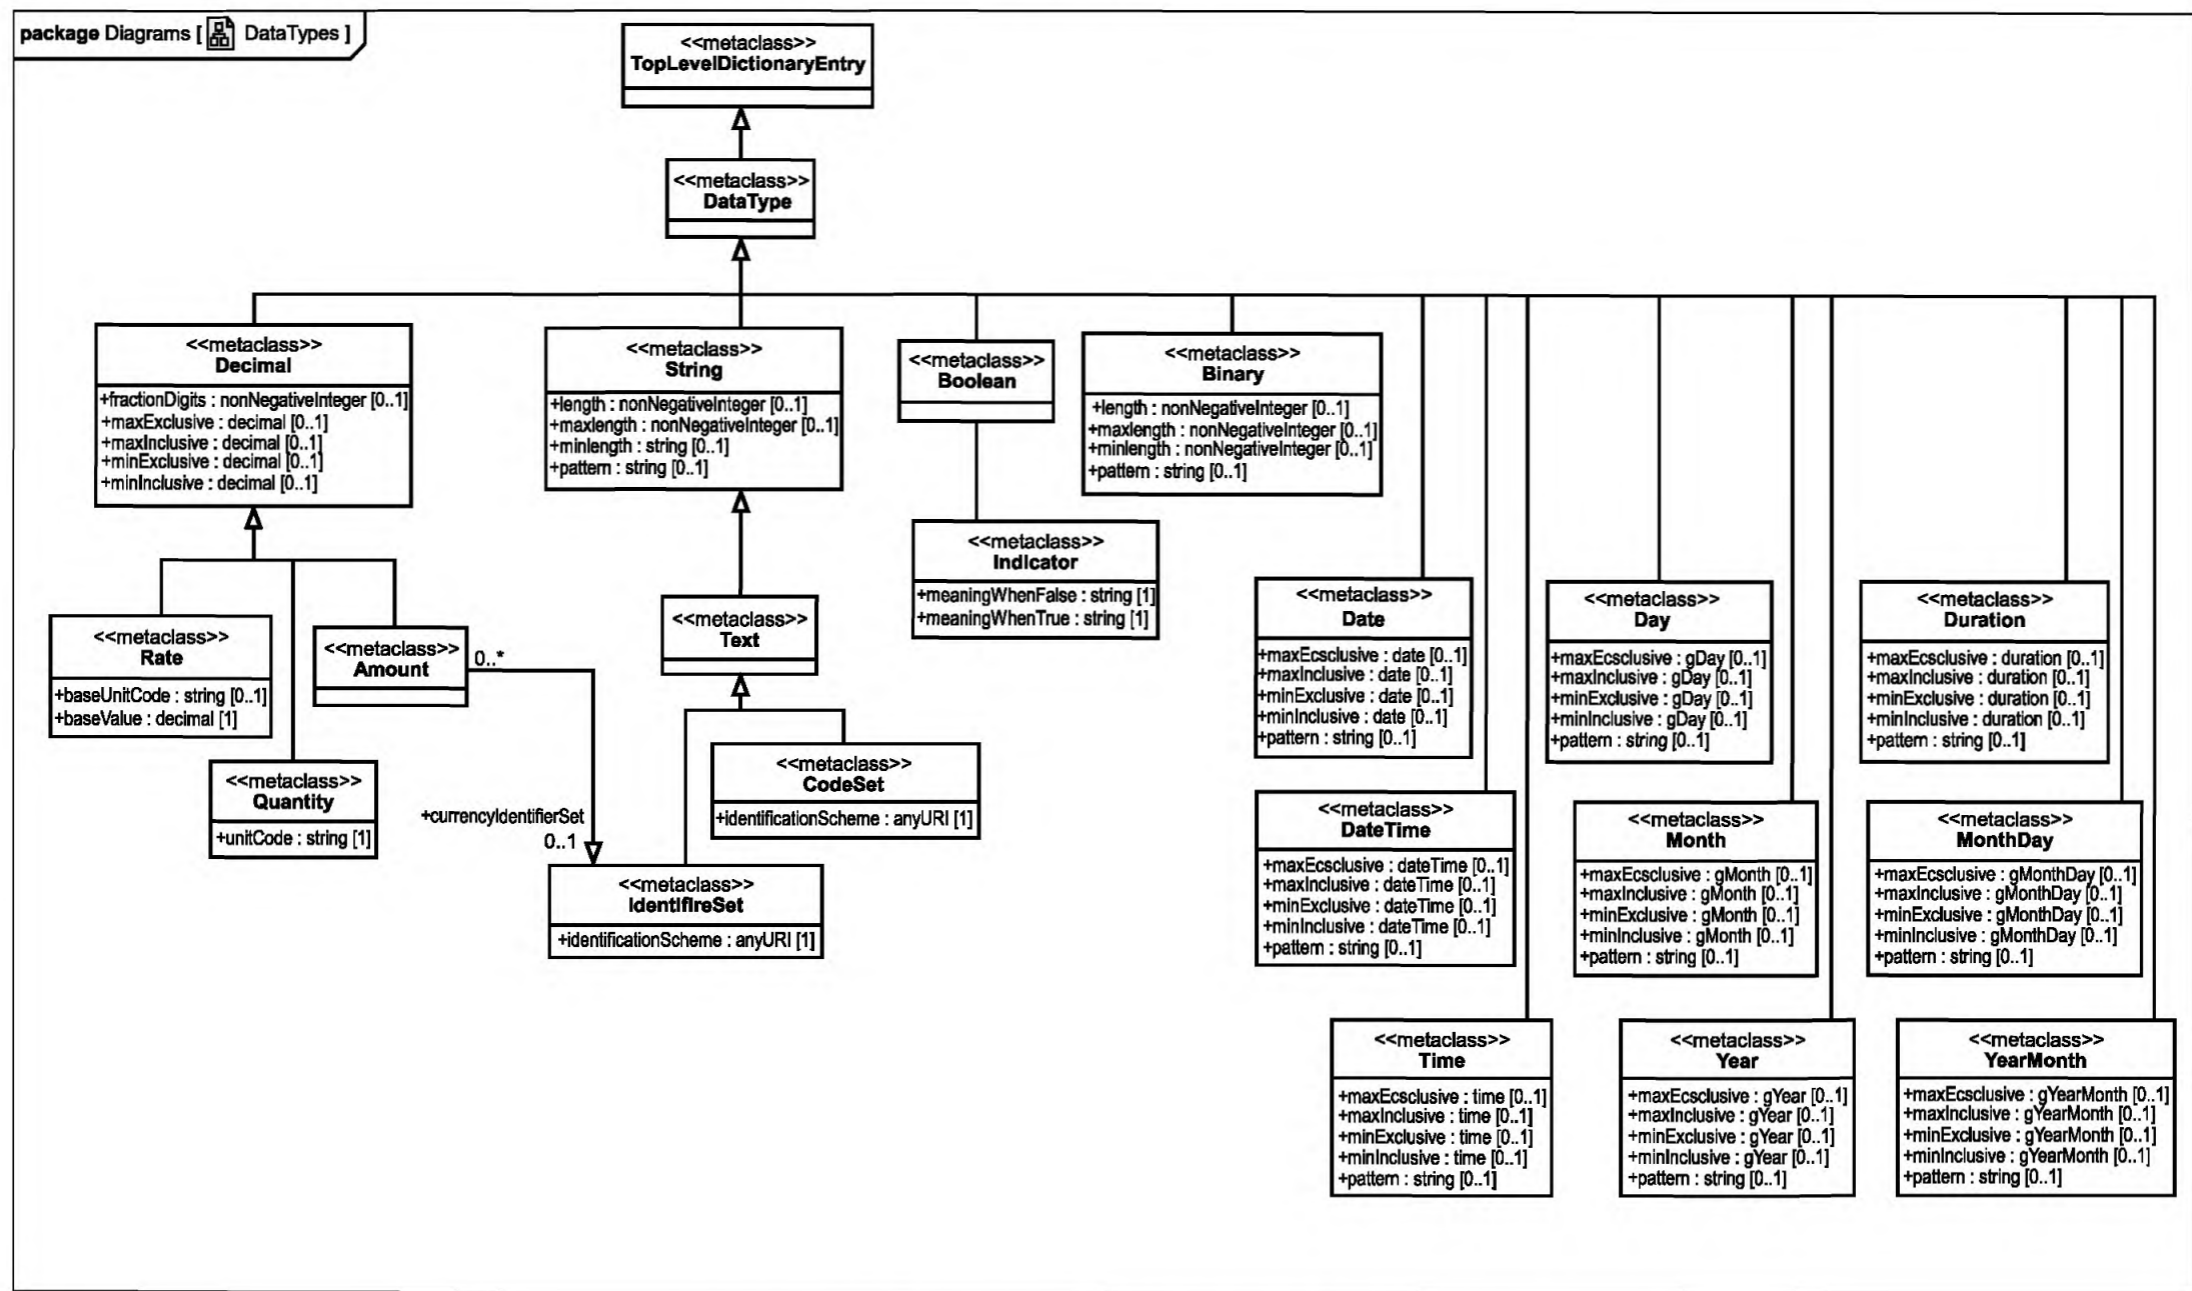 package Diagrams [ DataTypes ]
<<metaclass>>
TopLevelDictionaryEntry
<<metaclass>>
DataType
<<metaclass>>
Decimal
+fractionDigits : nonNegativeInteger [0..1]
+maxExclusive : decimal [0..1]
+maxInclusive : decimal [0..1]
+minExclusive : decimal [0..1]
+minInclusive : decimal [0..1]
<<metaclass>>
String
+length : nonNegativeInteger [0..1]
+maxlength : nonNegativeInteger [0..1]
+minlength : string [0..1]
+pattern : string [0..1]
<<metaclass>>
Boolean
<<metaclass>>
Binary
+length : nonNegativeInteger [0..1]
+maxlength : nonNegativeInteger [0..1]
+minlength : nonNegativeInteger [0..1]
+pattern : string [0..1]
<<metaclass>>
Indicator
+meaningWhenFalse : string [1]
+meaningWhenTrue : string [1]
<<metaclass>>
Rate
+baseUnitCode : string [0..1]
+baseValue : decimal [1]
<<metaclass>>
Amount
0..*
<<metaclass>>
Text
<<metaclass>>
Quantity
+unitCode : string [1]
+currencyIdentifierSet
0..1
<<metaclass>>
CodeSet
+identificationScheme : anyURI [1]
<<metaclass>>
IdentifireSet
+identificationScheme : anyURI [1]
<<metaclass>>
Date
+maxEcsclusive : date [0..1]
+maxInclusive : date [0..1]
+minExclusive : date [0..1]
+minInclusive : date [0..1]
+pattern : string [0..1]
<<metaclass>>
Day
+maxEcsclusive : gDay [0..1]
+maxInclusive : gDay [0..1]
+minExclusive : gDay [0..1]
+minInclusive : gDay [0..1]
+pattern : string [0..1]
<<metaclass>>
Duration
+maxEcsclusive : duration [0..1]
+maxInclusive : duration [0..1]
+minExclusive : duration [0..1]
+minInclusive : duration [0..1]
+pattern : string [0..1]
<<metaclass>>
DateTime
+maxEcsclusive : dateTime [0..1]
+maxInclusive : dateTime [0..1]
+minExclusive : dateTime [0..1]
+minInclusive : dateTime [0..1]
+pattern : string [0..1]
<<metaclass>>
Month
+maxEcsclusive : gMonth [0..1]
+maxInclusive : gMonth [0..1]
+minExclusive : gMonth [0..1]
+minInclusive : gMonth [0..1]
+pattern : string [0..1]
<<metaclass>>
MonthDay
+maxEcsclusive : gMonthDay [0..1]
+maxInclusive : gMonthDay [0..1]
+minExclusive : gMonthDay [0..1]
+minInclusive : gMonthDay [0..1]
+pattern : string [0..1]
<<metaclass>>
Time
+maxEcsclusive : time [0..1]
+maxInclusive : time [0..1]
+minExclusive : time [0..1]
+minInclusive : time [0..1]
+pattern : string [0..1]
<<metaclass>>
Year
+maxEcsclusive : gYear [0..1]
+maxInclusive : gYear [0..1]
+minExclusive : gYear [0..1]
+minInclusive : gYear [0..1]
+pattern : string [0..1]
<<metaclass>>
YearMonth
+maxEcsclusive : gYearMonth [0..1]
+maxInclusive : gYearMonth [0..1]
+minExclusive : gYearMonth [0..1]
+minInclusive : gYearMonth [0..1]
+pattern : string [0..1]